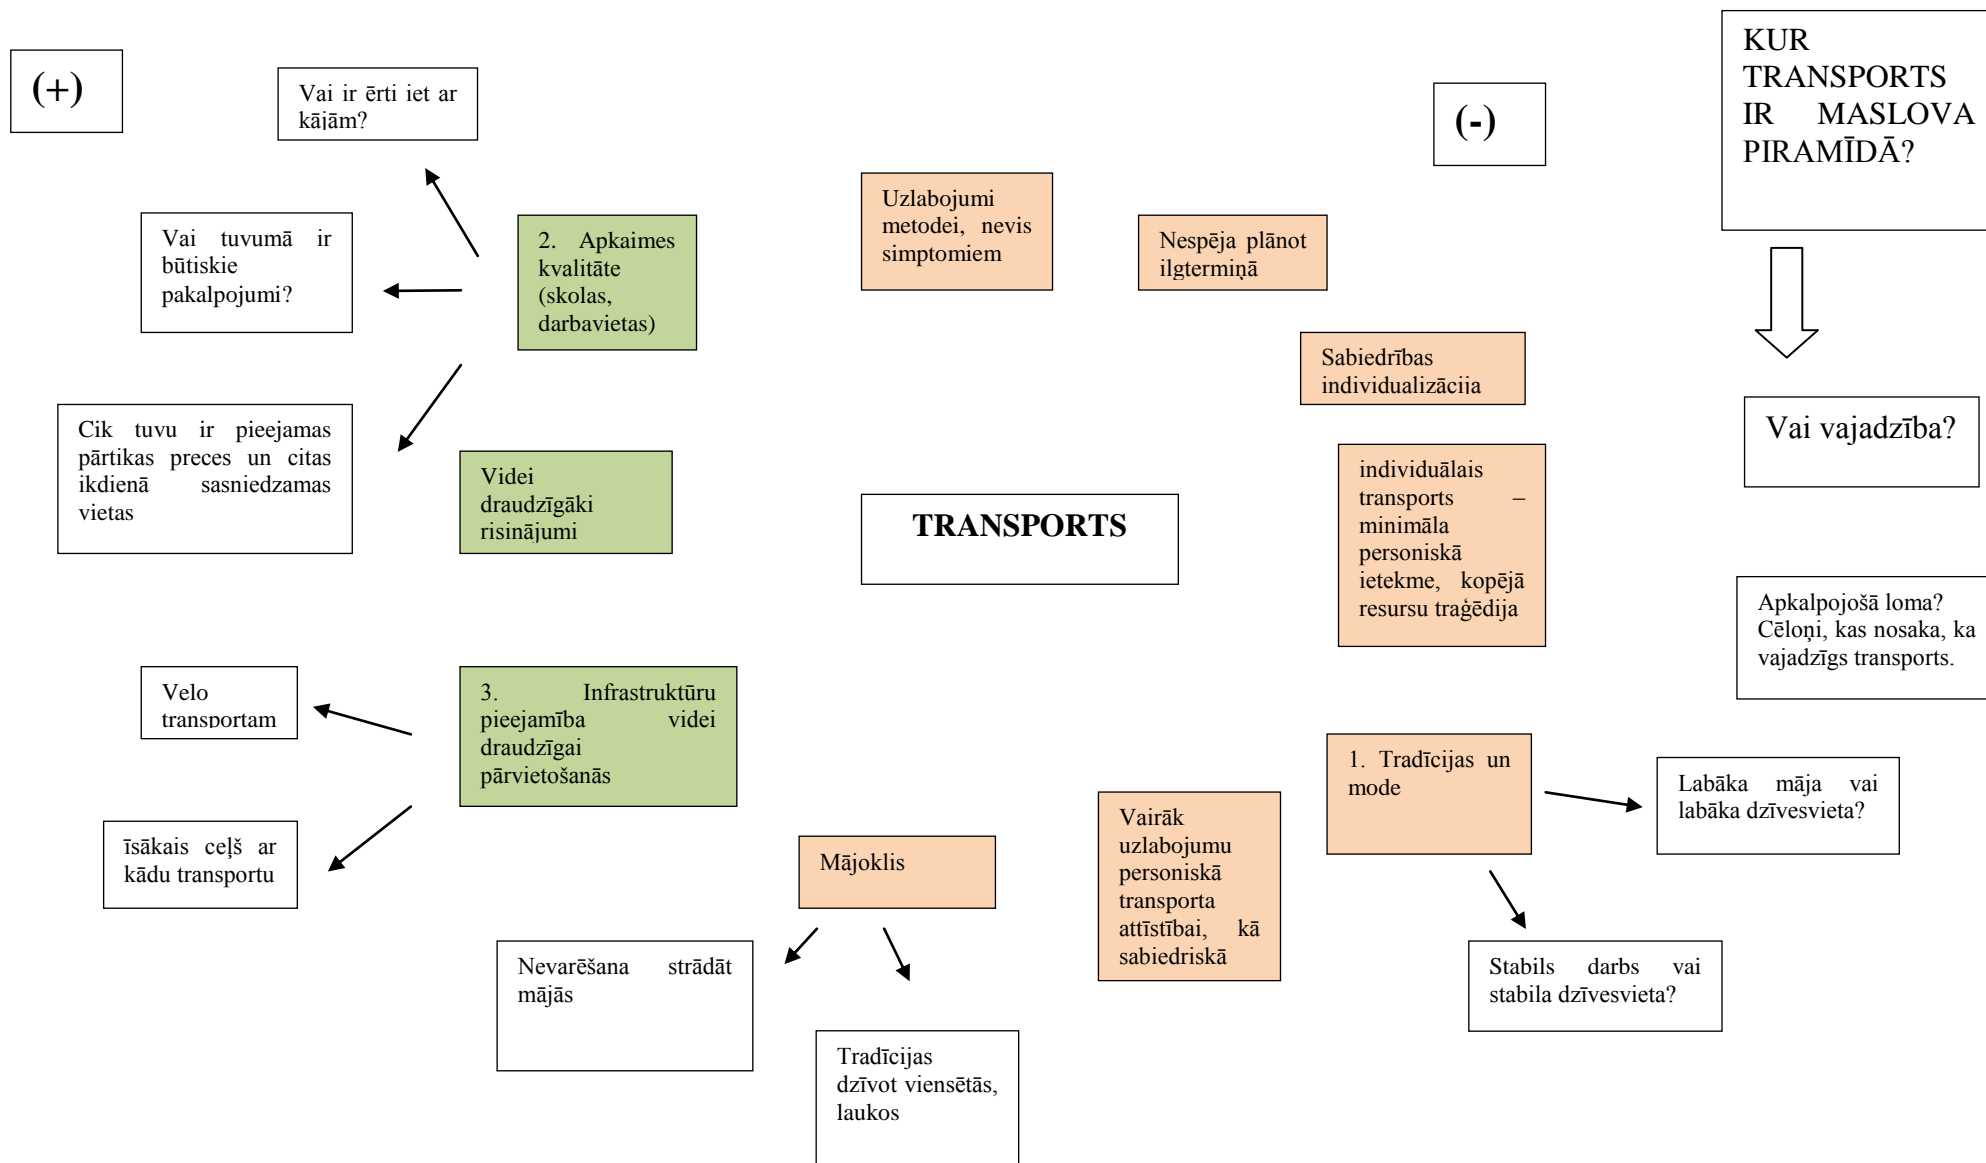 (+)
Vai ir ērti iet ar
kājām?
(-)
KUR
TRANSPORTS
IR MASLOVA
PIRAMĪDĀ?
Vai tuvumā ir
būtiskie
pakalpojumi?
2. Apkaimes
kvalitāte
(skolas,
darbavietas)
Uzlabojumi
metodei, nevis
simptomiem
Nespēja plānot
ilgtermiņā
Sabiedrības
individualizācija
Vai vajadzība?
Cik tuvu ir pieejamas
pārtikas preces un citas
ikdienā sasniedzamas
vietas
Videi
draudzīgāki
risinājumi
TRANSPORTS
individuālais
transports –
minimāla
personiskā
ietekme, kopējā
resursu traģēdija
Apkalpojošā loma?
Cēloņi, kas nosaka, ka
vajadzīgs transports.
Velo
transportam
3. Infrastruktūru
pieejamība videi
draudzīgai
pārvietošanās
1. Tradīcijas un
mode
Labāka māja vai
labāka dzīvesvieta?
īsākais ceļš ar
kādu transportu
Mājoklis
Vairāk
uzlabojumu
personiskā
transporta
attīstībai, kā
sabiedriskā
Nevarēšana strādāt
mājās
Stabils darbs vai
stabila dzīvesvieta?
Tradīcijas
dzīvot viensētās,
laukos